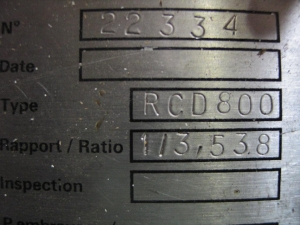 N° 22334
Date
Type RCD800
Rapport / Ratio 1/3,538
Inspection